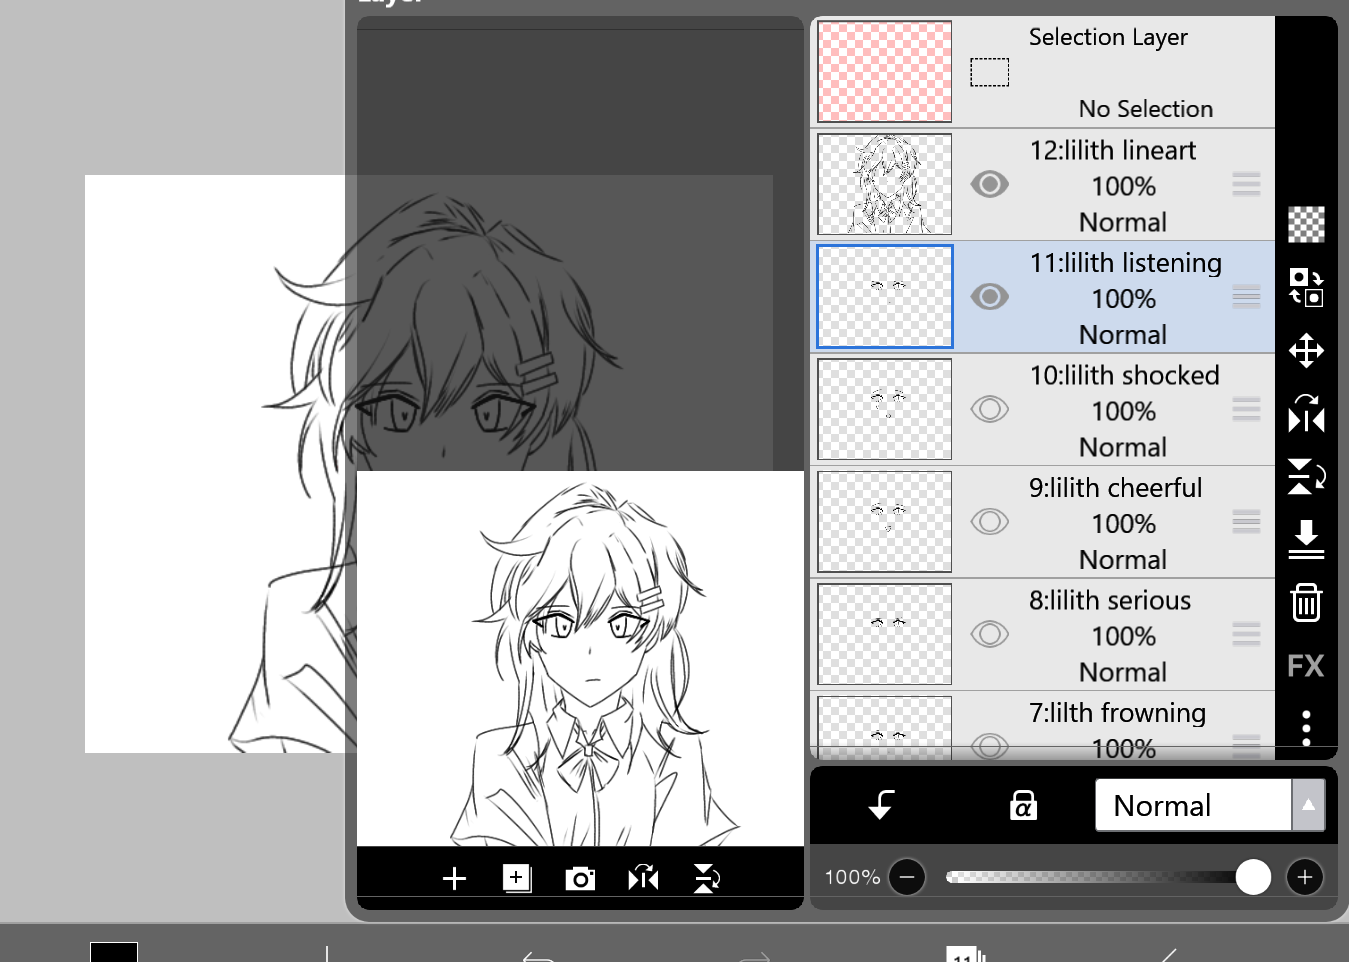 Layer
Selection Layer
No Selection
12:lilith lineart
100%
Normal
11:lilith listening
100%
Normal
10:lilith shocked
100%
Normal
9:lilith cheerful
100%
Normal
8:lilith serious
100%
Normal
7:lilth frowning
100%
FX
α
Normal
100%
11